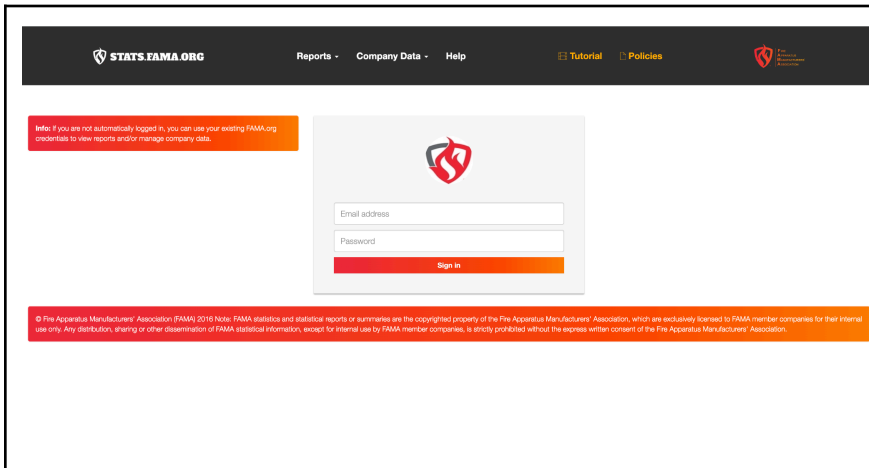 STATS.FAMA.ORG
Reports
Company Data
Help
Tutorial
Policies
Fire
Apparatus
Manufacturers'
Association
Info: If you are not automatically logged in, you can use your existing FAMA.org
credentials to view reports and/or manage company data.
Email address
Password
Sign in
© Fire Apparatus Manufacturers' Association (FAMA) 2016 Note: FAMA statistics and statistical reports or summaries are the copyrighted property of the Fire Apparatus Manufacturers' Association, which are exclusively licensed to FAMA member companies for their internal
use only. Any distribution, sharing or other dissemination of FAMA statistical information, except for internal use by FAMA member companies, is strictly prohibited without the express written consent of the Fire Apparatus Manufacturers' Association.